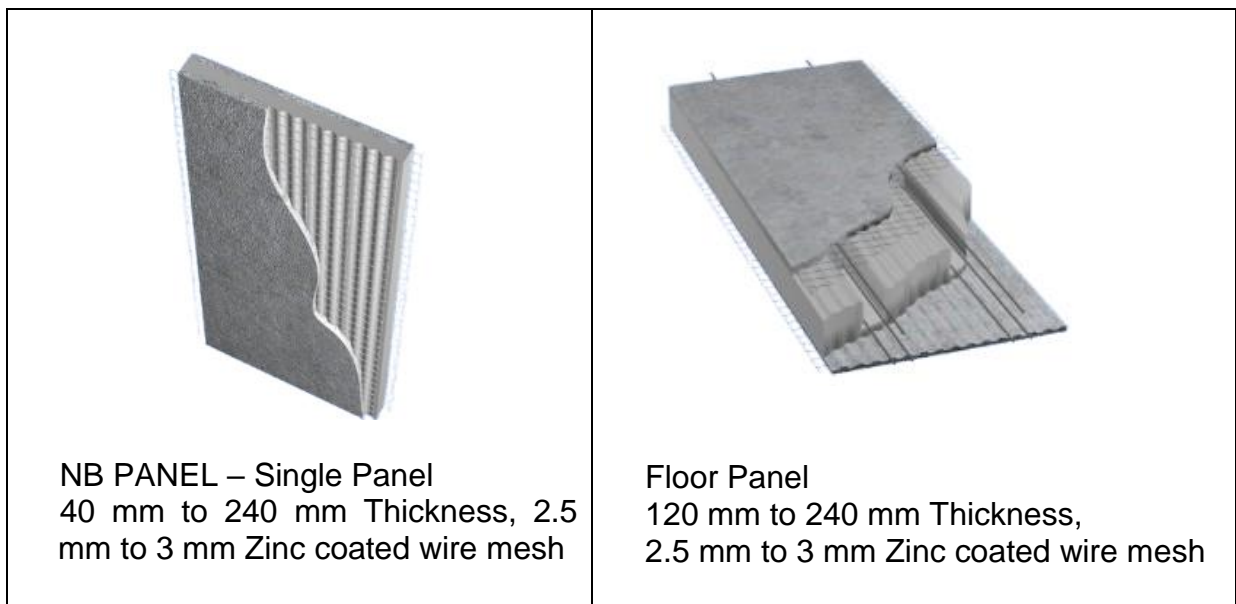 NB PANEL – Single Panel
40 mm to 240 mm Thickness, 2.5
mm to 3 mm Zinc coated wire mesh
Floor Panel
120 mm to 240 mm Thickness,
2.5 mm to 3 mm Zinc coated wire mesh